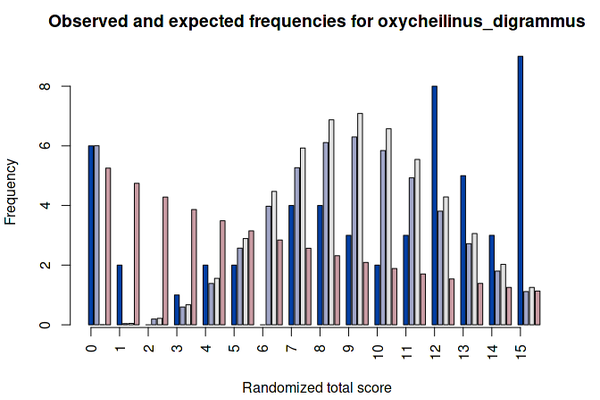 Observed and expected frequencies for oxycheilinus_digrammus
Frequency
8
6
4
2
0
0 1 2 3 4 5 6 7 8 9 10 11 12 13 14 15
Randomized total score